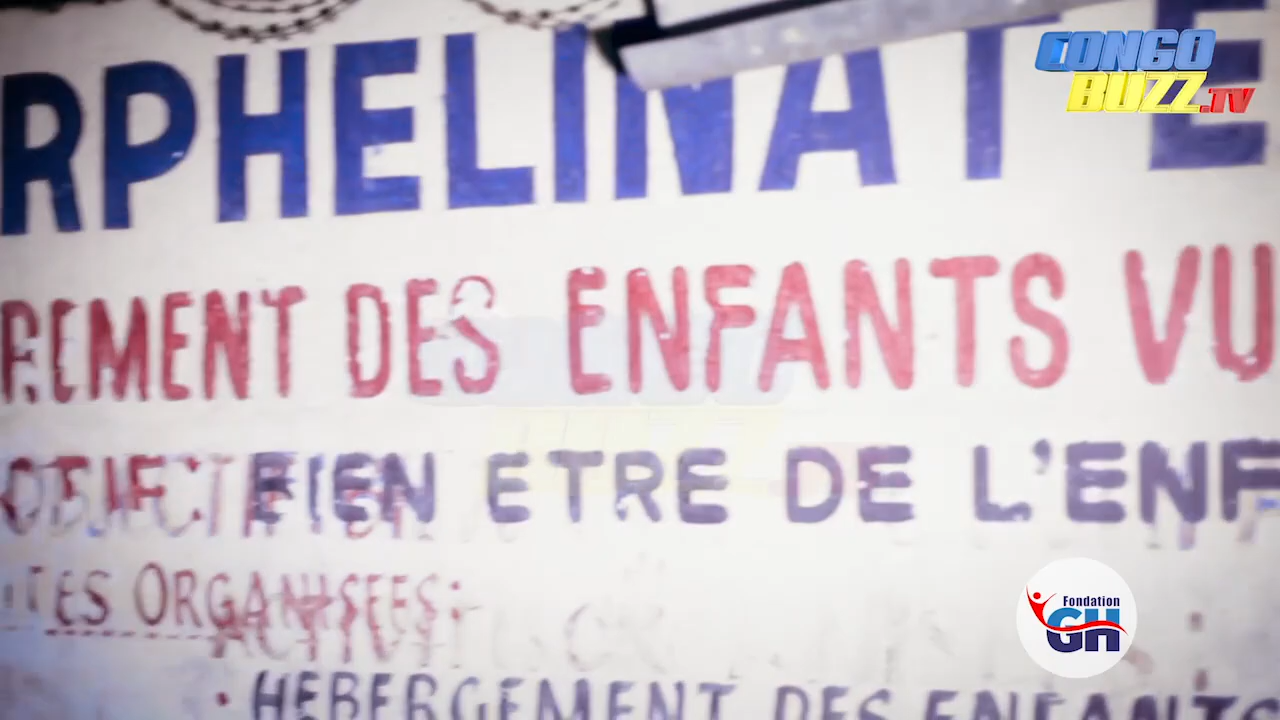 RPHELINAT E
REMENT DES ENFANTS VU
OBJECTIF BIEN ETRE DE L'ENF
TES ORGANISEES:
• HEBERGEMENT DES ENFANTS
CONGO
BUZZ.TV
Fondation
GH